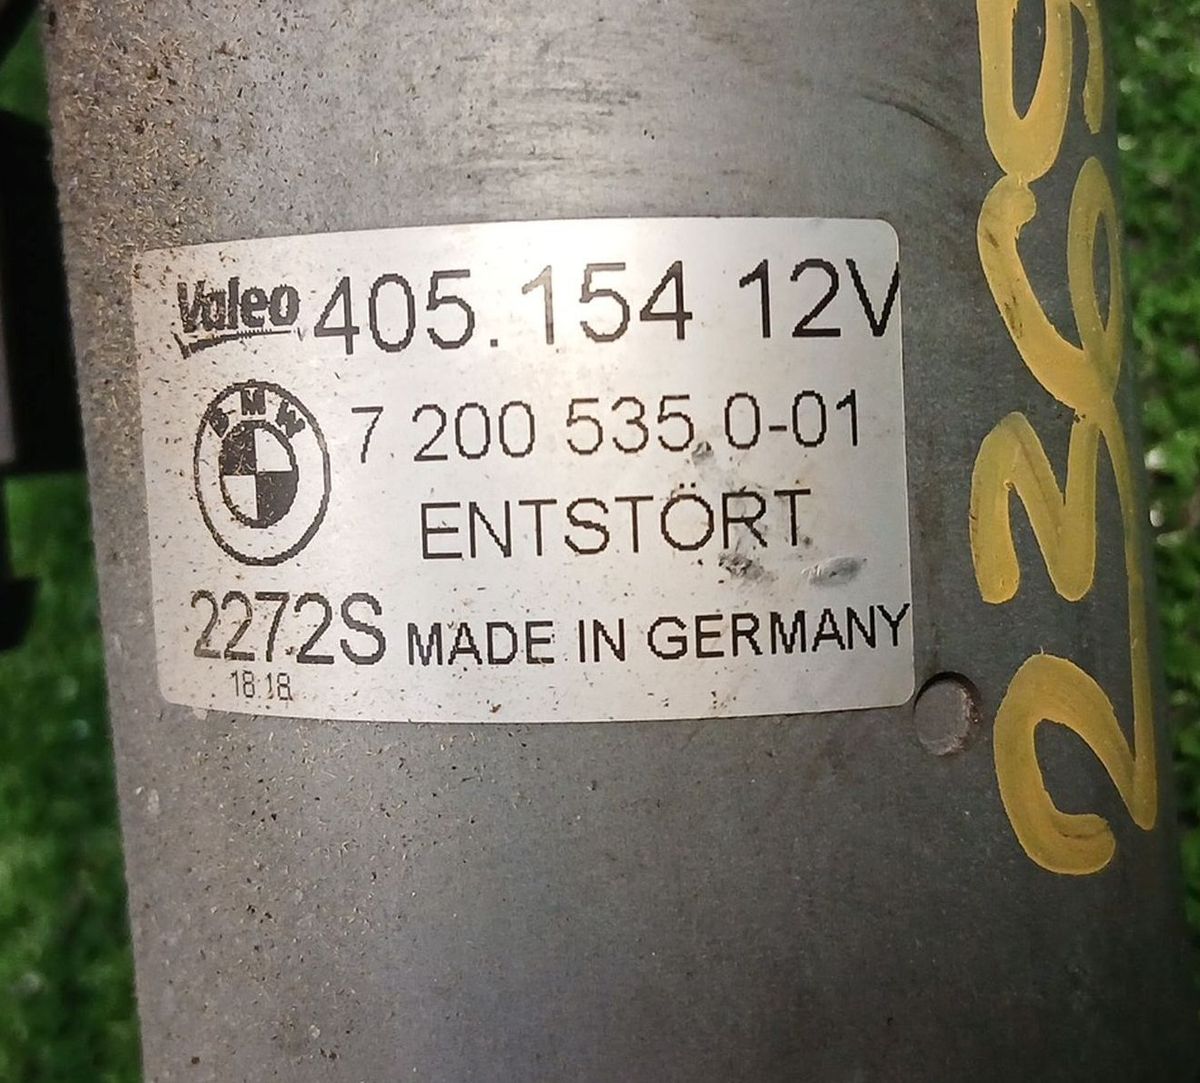 Valeo 405.154 12V
BMW 7 200 535 0-01
ENTSTÖRT
2272S MADE IN GERMANY
18.18